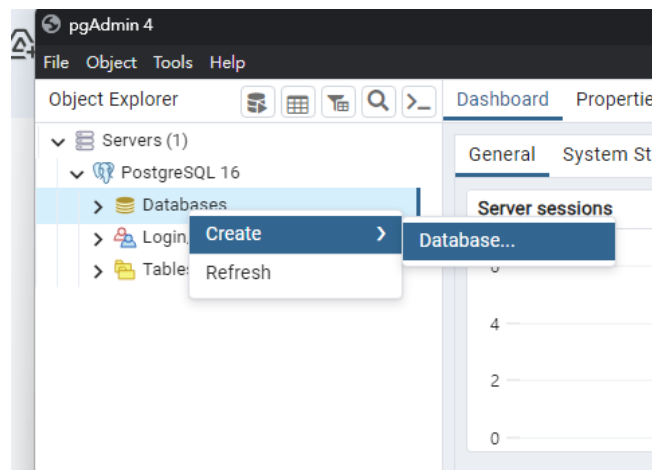 pgAdmin 4
File Object Tools Help
Object Explorer
Dashboard Propertie
Servers (1)
General System St
PostgreSQL 16
Databases
Server sessions
Login
Create
Database...
Table
Refresh
4
2
0